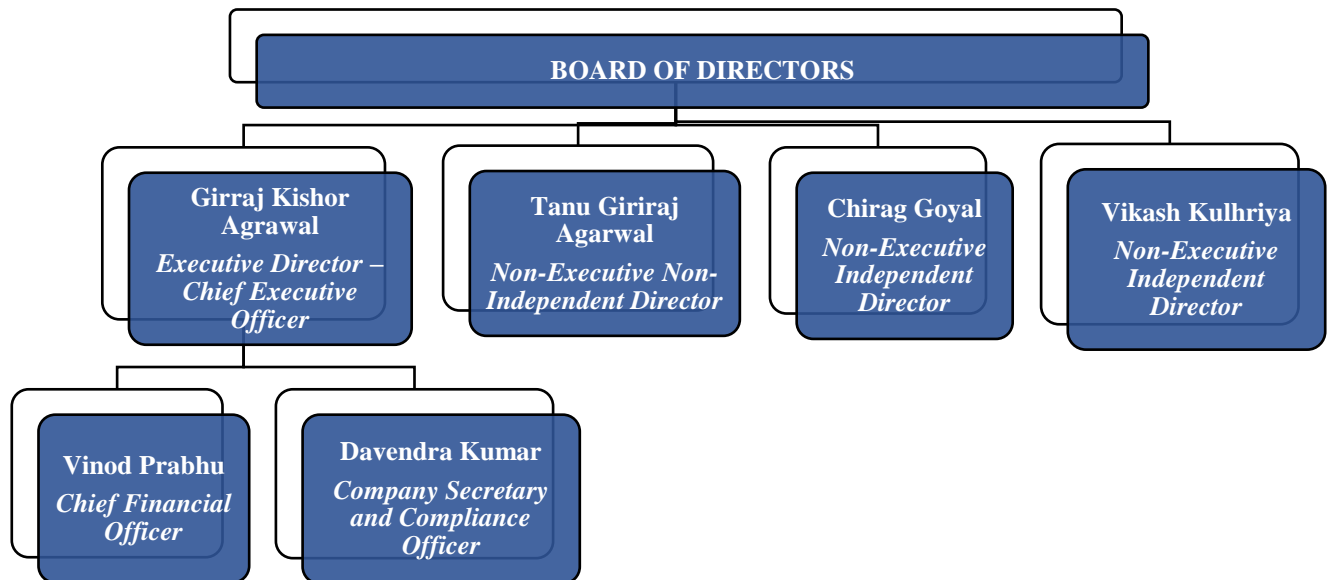 BOARD OF DIRECTORS
Girraj Kishor
Agrawal
Executive Director –
Chief Executive
Officer
Tanu Giriraj
Agarwal
Non-Executive Non-
Independent Director
Chirag Goyal
Non-Executive
Independent
Director
Vikash Kulhriya
Non-Executive
Independent
Director
Vinod Prabhu
Chief Financial
Officer
Davendra Kumar
Company Secretary
and Compliance
Officer